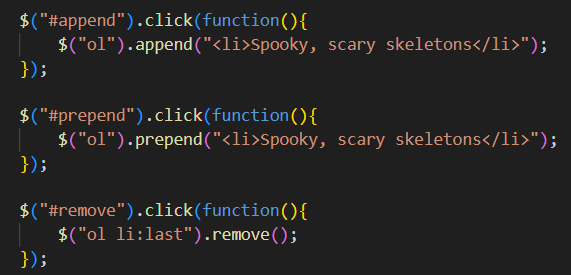 $("#append").click(function(){
    $("ol").append("<li>Spooky, scary skeletons</li>");
});

$("#prepend").click(function(){
    $("ol").prepend("<li>Spooky, scary skeletons</li>");
});

$("#remove").click(function(){
    $("ol li:last").remove();
});